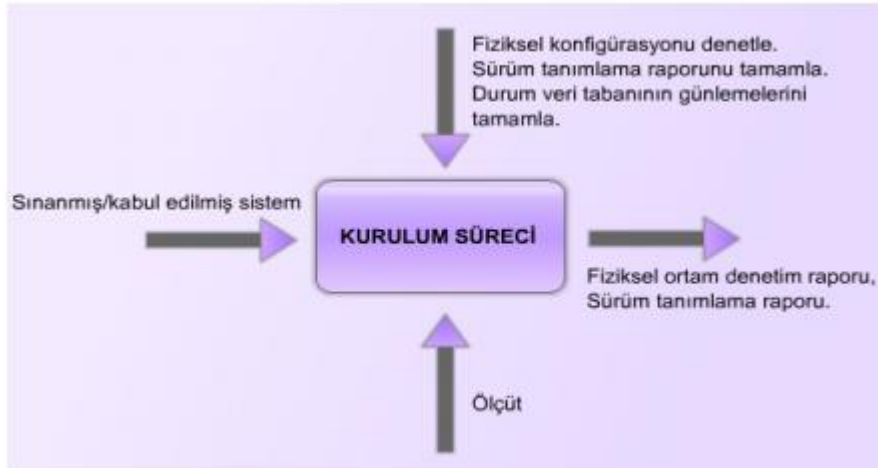 Fiziksel konfigürasyonu denetle.
Sürüm tanımlama raporunu tamamla.
Durum veri tabanının günlemelerini
tamamla.
Sınanmış/kabul edilmiş sistem
KURULUM SÜRECİ
Fiziksel ortam denetim raporu,
Sürüm tanımlama raporu.
Ölçüt